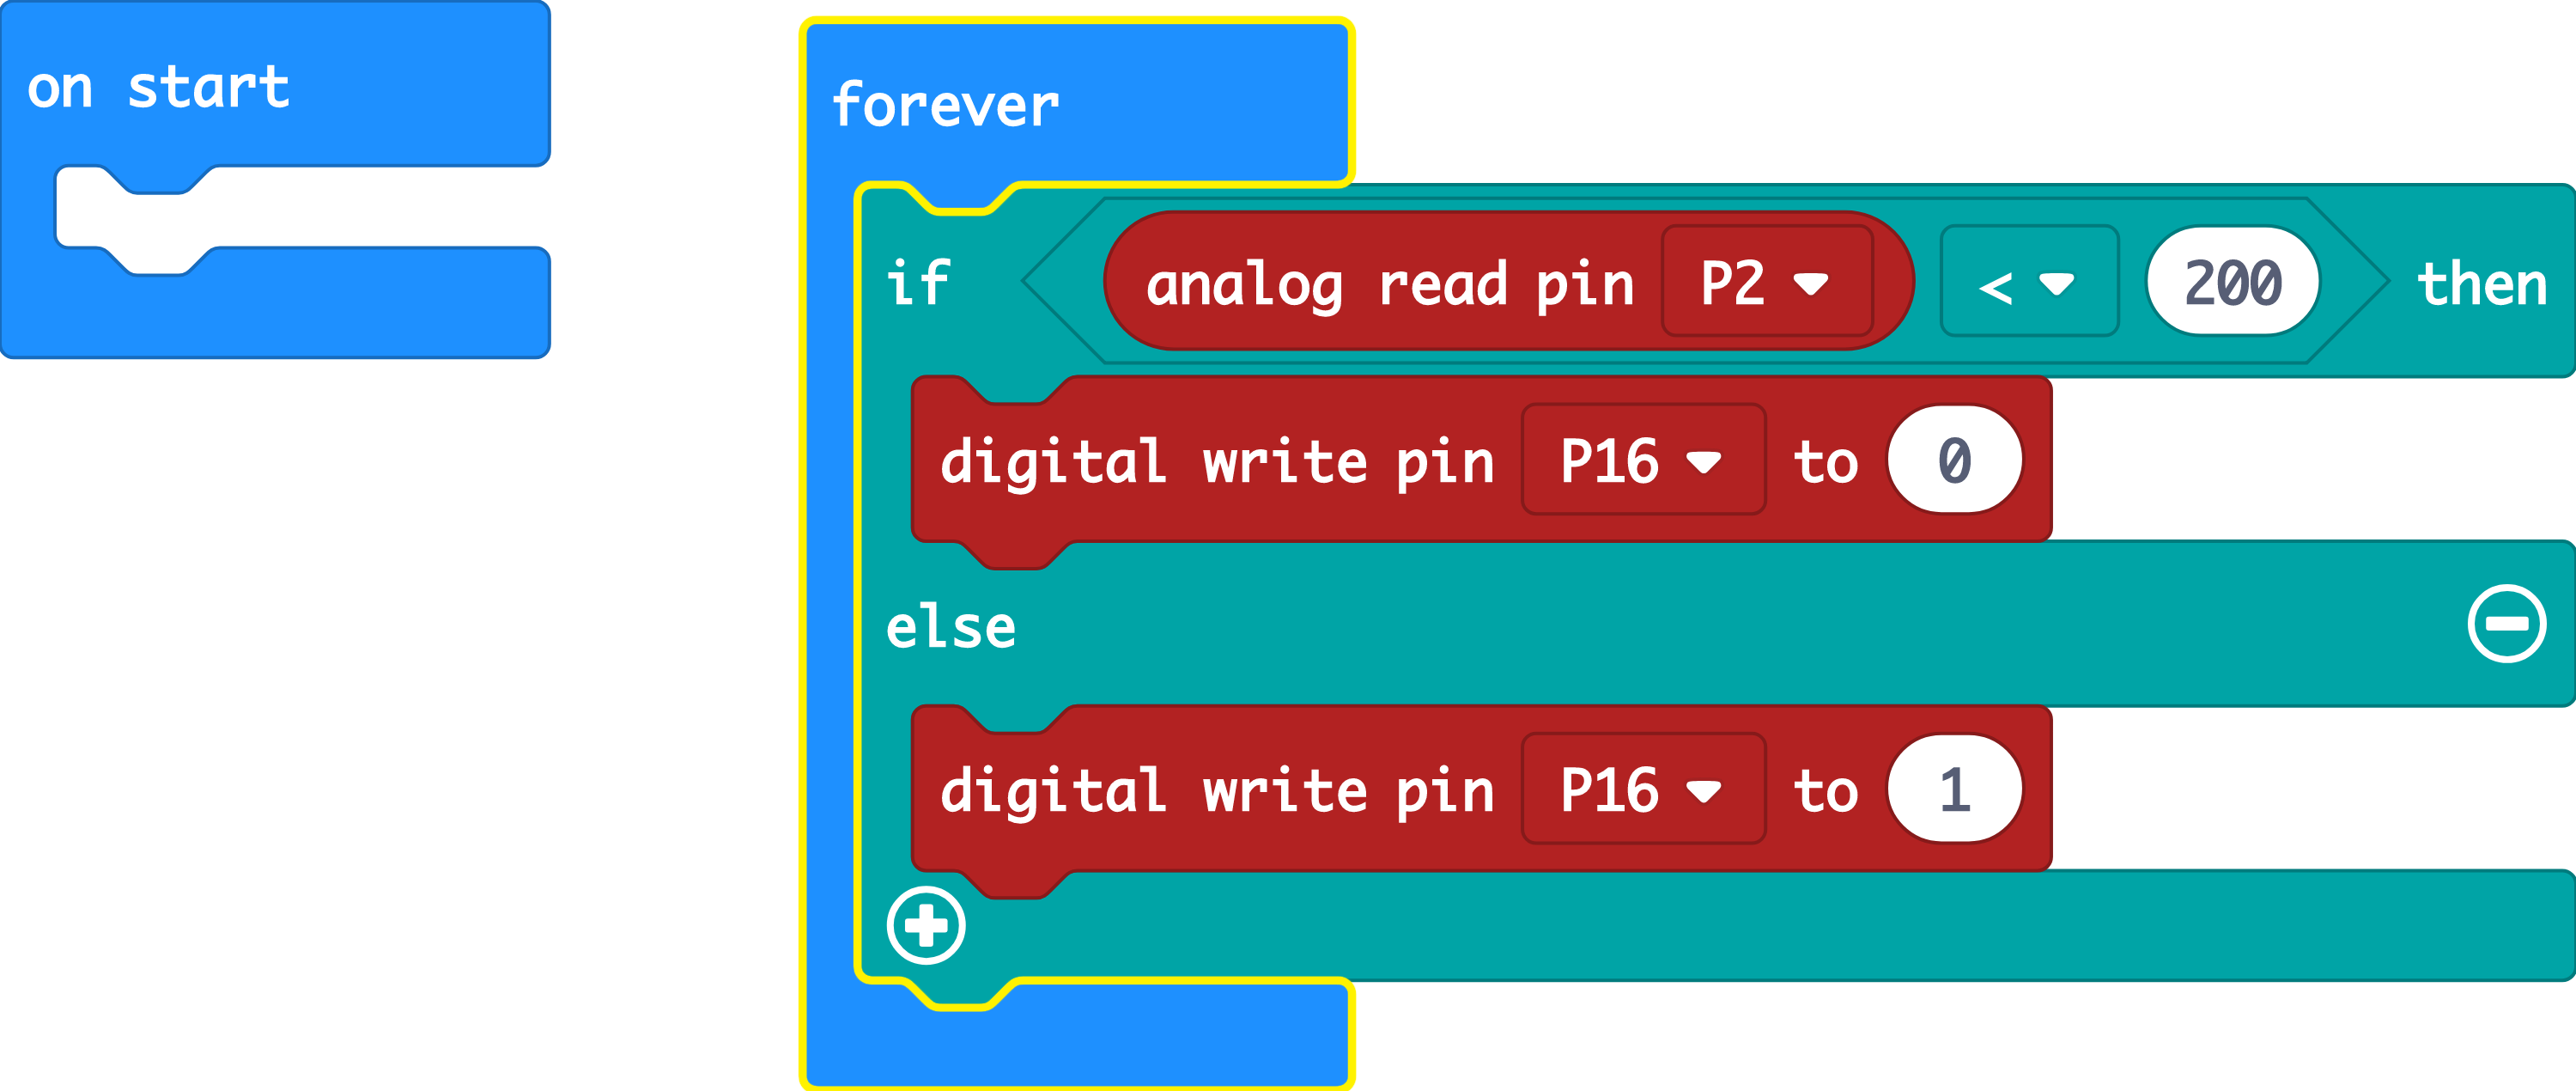 on start
forever
if analog read pin P2 < 200 then
digital write pin P16 to 0
else
digital write pin P16 to 1